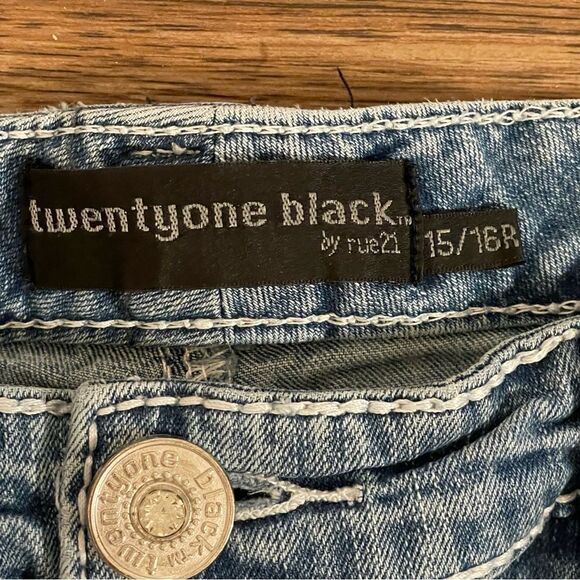 twentyone black™
by rue21
15/16R
twentyone black™